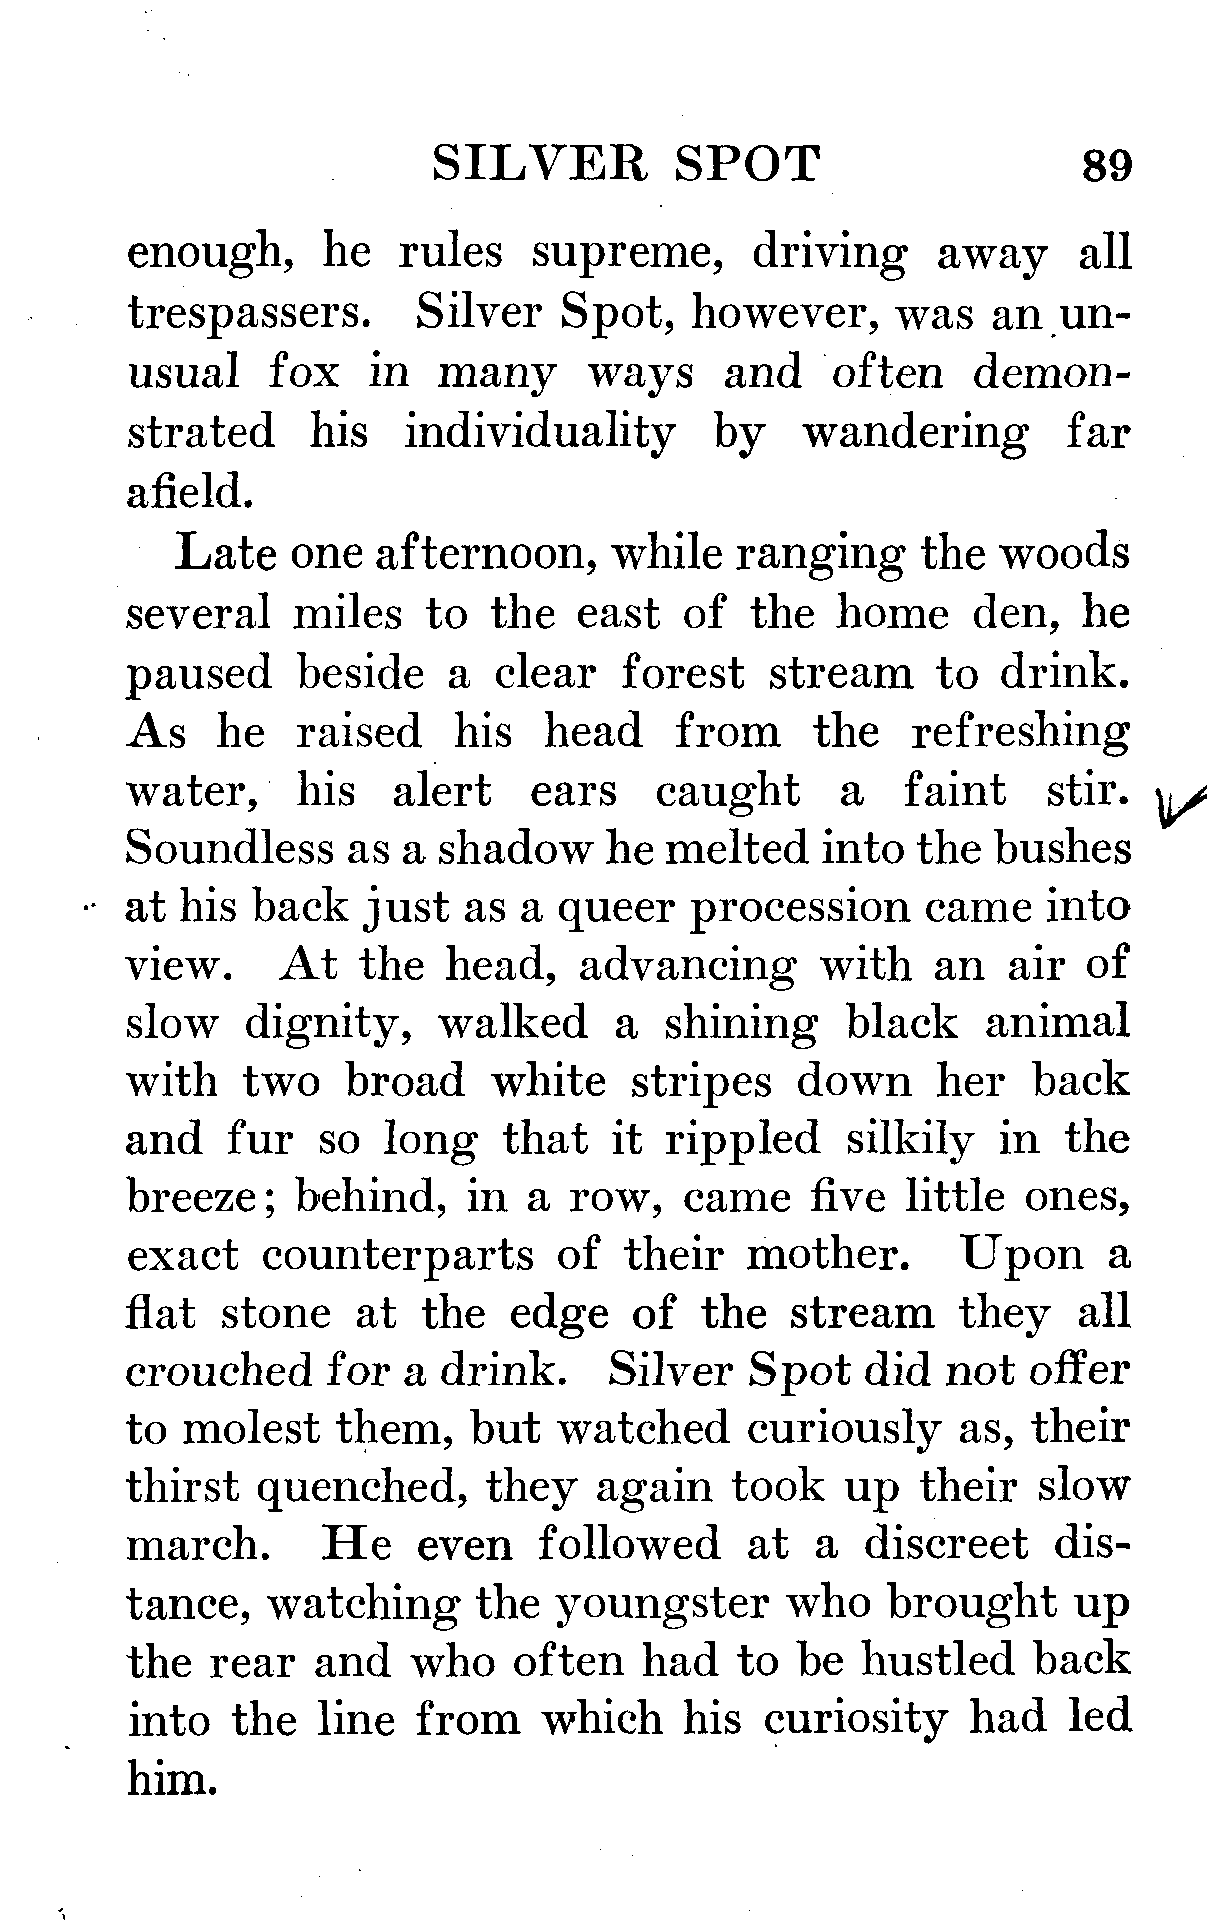 SILVER SPOT 89
enough, he rules supreme, driving away all
trespassers. Silver Spot, however, was an un-
usual fox in many ways and often demon-
strated his individuality by wandering far
afield.
Late one afternoon, while ranging the woods
several miles to the east of the home den, he
paused beside a clear forest stream to drink.
As he raised his head from the refreshing
water, his alert ears caught a faint stir.
Soundless as a shadow he melted into the bushes
at his back just as a queer procession came into
view. At the head, advancing with an air of
slow dignity, walked a shining black animal
with two broad white stripes down her back
and fur so long that it rippled silkily in the
breeze; behind, in a row, came five little ones,
exact counterparts of their mother. Upon a
flat stone at the edge of the stream they all
crouched for a drink. Silver Spot did not offer
to molest them, but watched curiously as, their
thirst quenched, they again took up their slow
march. He even followed at a discreet dis-
tance, watching the youngster who brought up
the rear and who often had to be hustled back
into the line from which his curiosity had led
him.